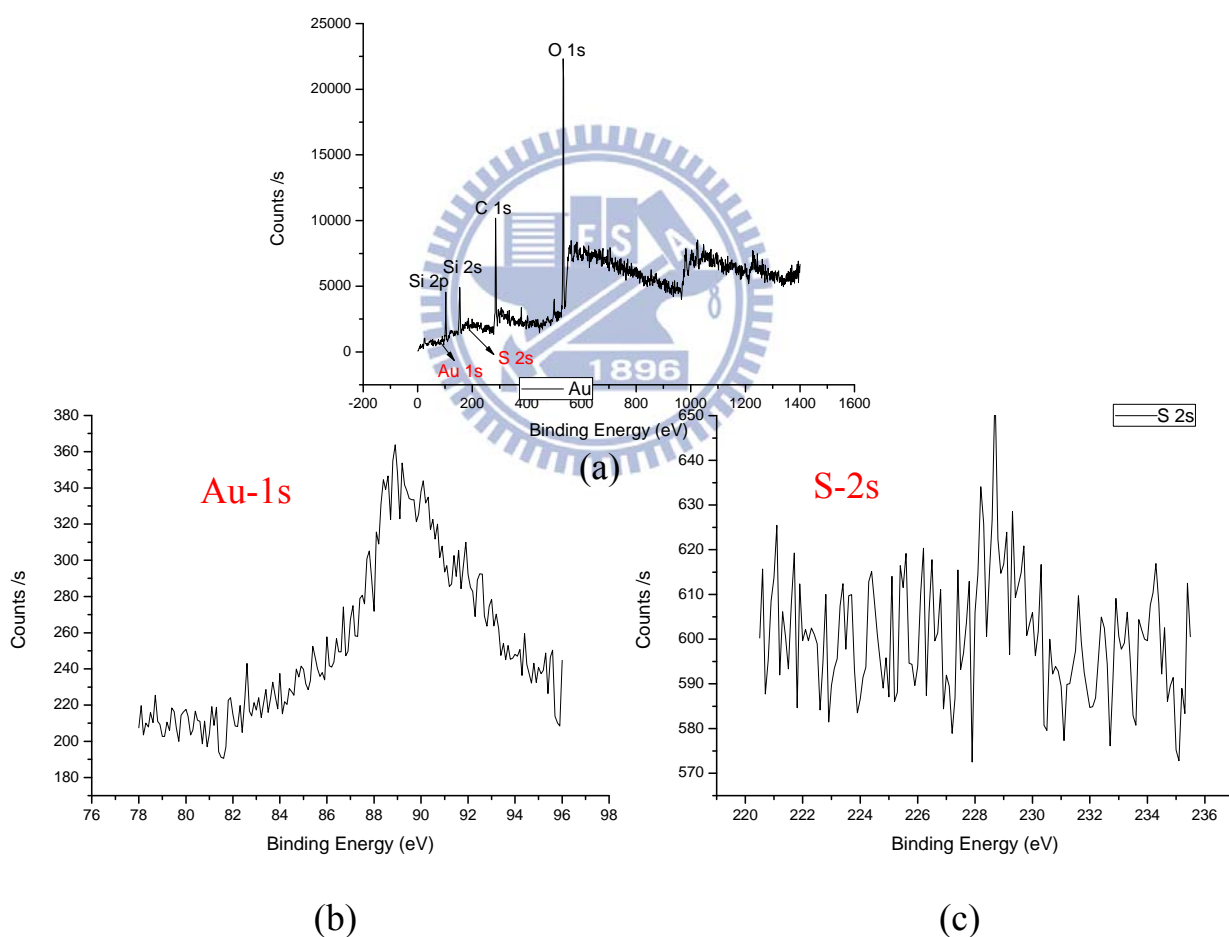 25000
20000
15000
10000
5000
0
Counts /s
O 1s
C 1s
Si 2s
Si 2p
Au 1s
S 2s
E S A
1896
Au
-200 0 200 400 600 800 1000 1200 1400 1600
Binding Energy (eV)
(a)
380
360
340
320
300
280
260
240
220
200
180
Counts /s
Au-1s
76 78 80 82 84 86 88 90 92 94 96 98
Binding Energy (eV)
(b)
650
640
630
620
610
600
590
580
570
Counts /s
S-2s
S 2s
220 222 224 226 228 230 232 234 236
Binding Energy (eV)
(c)